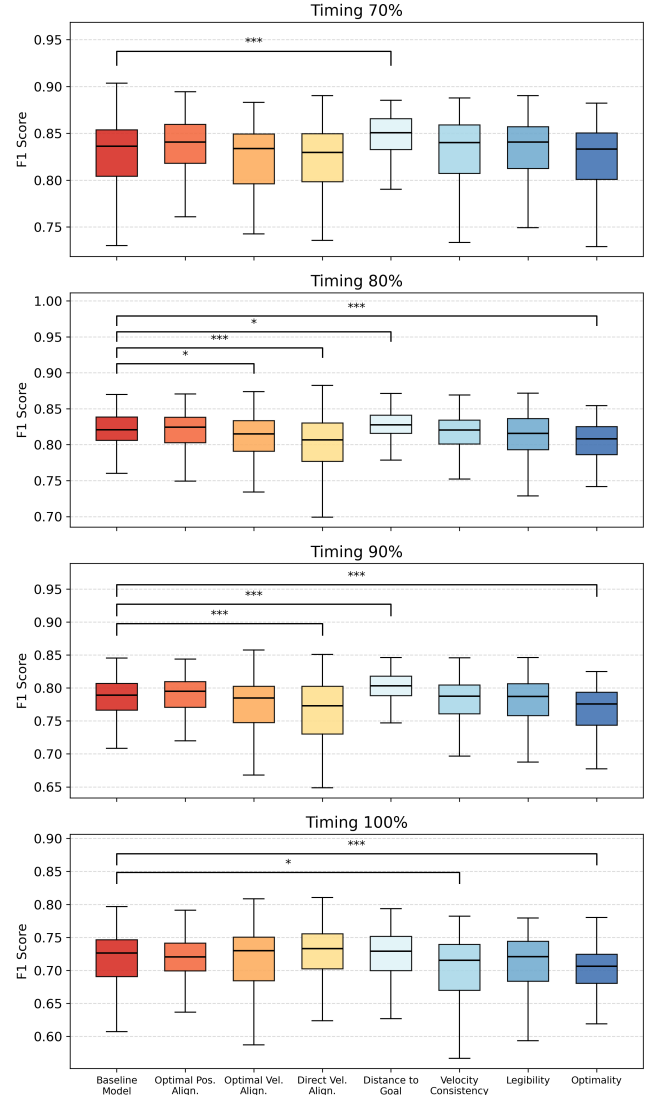 Timing 70%
0.95
***
0.90
0.85
0.80
0.75
F1 Score
Timing 80%
1.00
***
0.95
*
***
0.90
*
0.85
0.80
0.75
0.70
F1 Score
Timing 90%
0.95
***
0.90
***
***
0.85
0.80
0.75
0.70
0.65
F1 Score
Timing 100%
0.90
***
0.85
*
0.80
0.75
0.70
0.65
0.60
F1 Score
Baseline
Model
Optimal Pos.
Align.
Optimal Vel.
Align.
Direct Vel.
Align.
Distance to
Goal
Velocity
Consistency
Legibility
Optimality